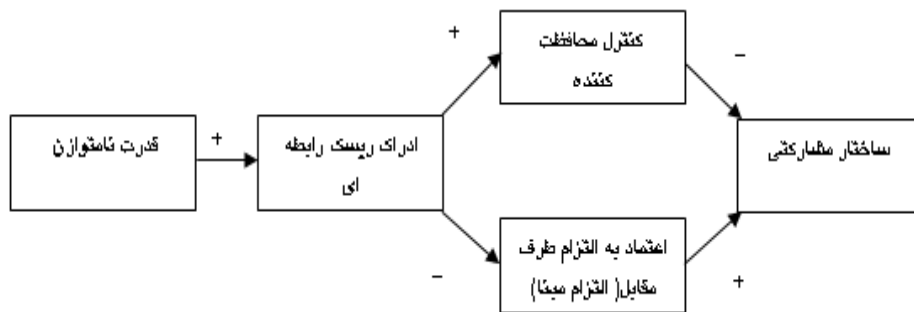 قدرت نامتوازن
+
ادراک ریسک رابطه
ای
+
کنترل محافظت
کننده
−
−
اعتماد به التزام طرف
مقابل( التزام مبنا)
+
ساختار مشارکتی